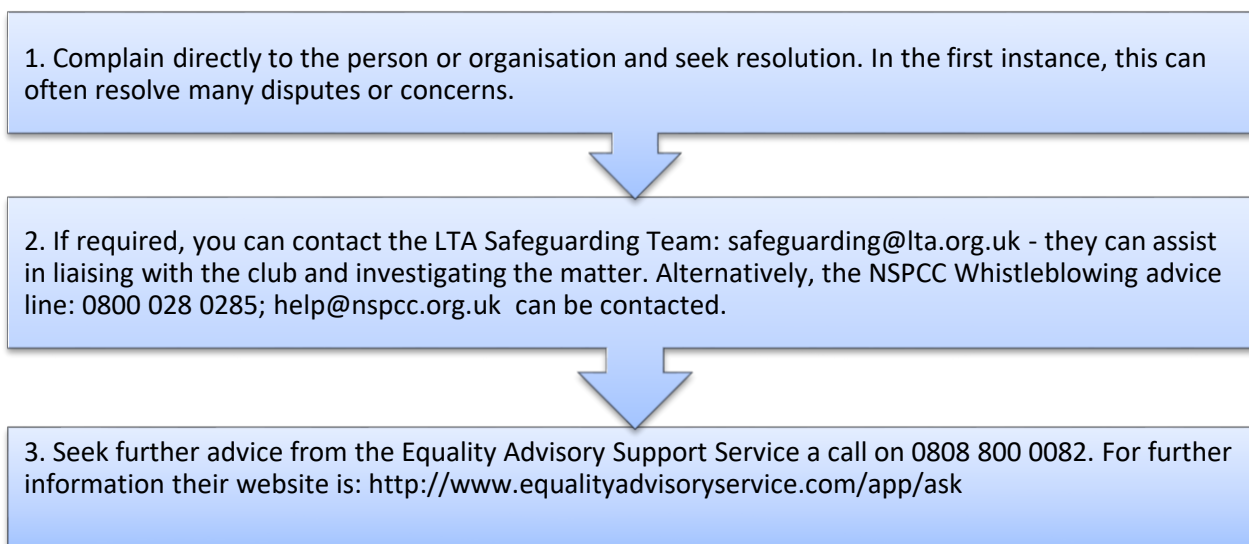 1. Complain directly to the person or organisation and seek resolution. In the first instance, this can
often resolve many disputes or concerns.
2. If required, you can contact the LTA Safeguarding Team: safeguarding@lta.org.uk - they can assist
in liaising with the club and investigating the matter. Alternatively, the NSPCC Whistleblowing advice
line: 0800 028 0285; help@nspcc.org.uk  can be contacted.
3. Seek further advice from the Equality Advisory Support Service a call on 0808 800 0082. For further
information their website is: http://www.equalityadvisoryservice.com/app/ask